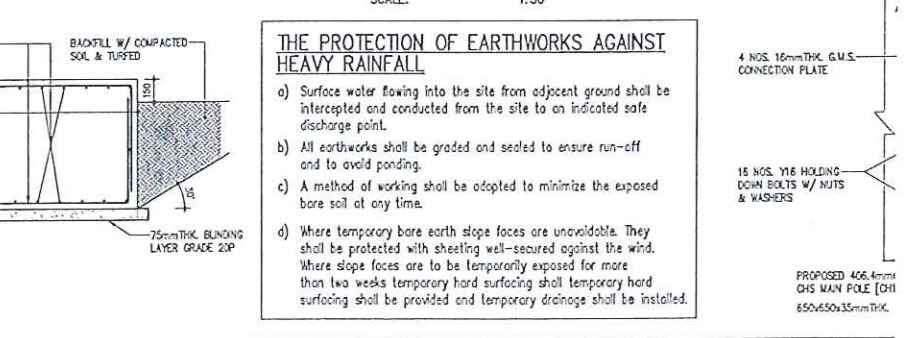 SCALE: 1:50
BACKFILL W/ COMPACTED
SOIL & TURFED
150
30°
75mmTHK. BLINDING
LAYER GRADE 20P
THE PROTECTION OF EARTHWORKS AGAINST
HEAVY RAINFALL
a) Surface water flowing into the site from adjacent ground shall be
intercepted and conducted from the site to an indicated safe
discharge point.
b) All earthworks shall be graded and sealed to ensure run-off
and to avoid ponding.
c) A method of working shall be adopted to minimize the exposed
bare soil at any time.
d) Where temporary bare earth slope faces are unavoidable. They
shall be protected with sheeting well-secured against the wind.
Where slope faces are to be temporarily exposed for more
than two weeks temporary hard surfacing shall temporary hard
surfacing shall be provided and temporary drainage shall be installed.
4 NOS. 16mmTHK. G.M.S.
CONNECTION PLATE
16 NOS. Y16 HOLDING
DOWN BOLTS W/ NUTS
& WASHERS
PROPOSED 406.4mm
CHS MAIN POLE [CH1
650x650x35mmTHK.